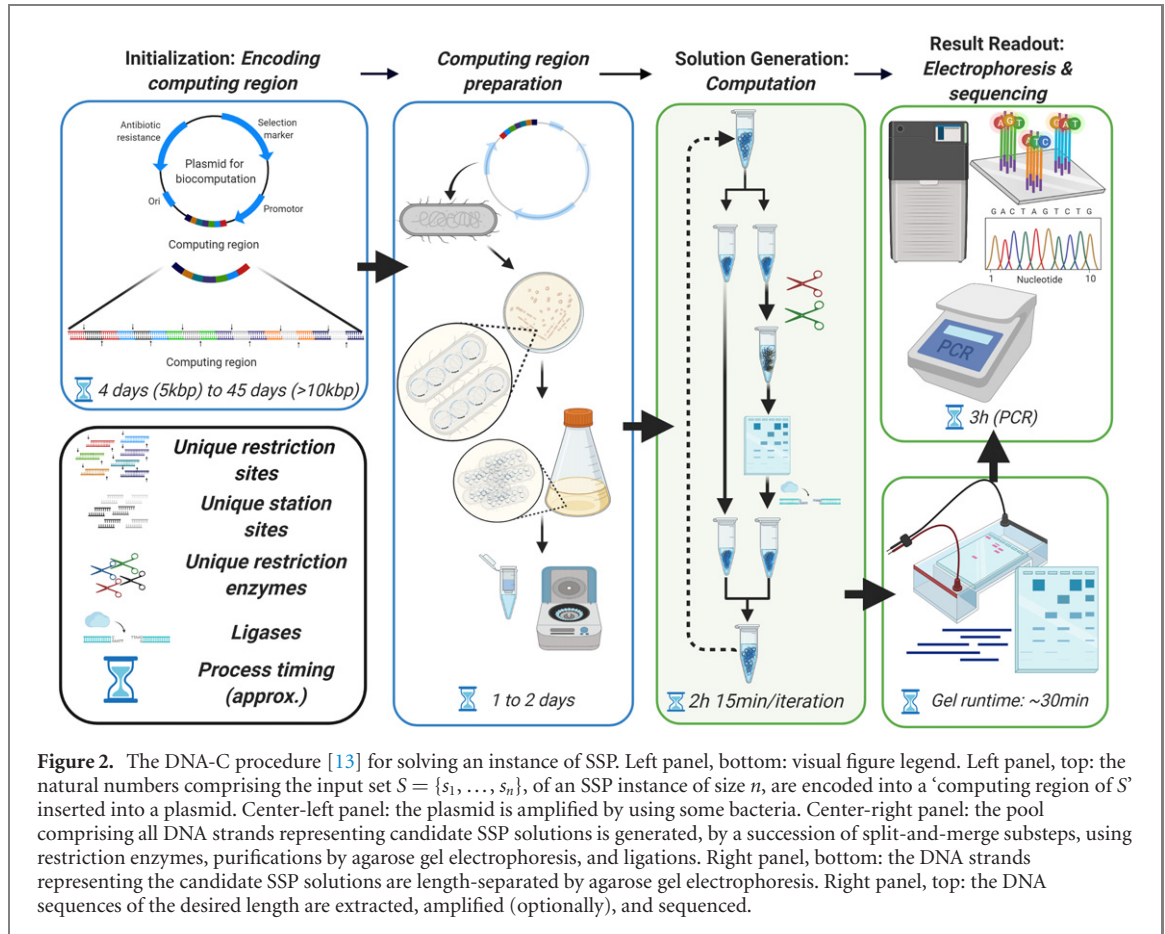 Initialization: Encoding
computing region
Computing region
preparation
Solution Generation:
Computation
Result Readout:
Electrophoresis &
sequencing
Antibiotic
resistance
Selection
marker
Plasmid for
biocomputation
Ori
Promotor
Computing region
Computing region
4 days (5kbp) to 45 days (>10kbp)
Unique restriction
sites
Unique station
sites
Unique restriction
enzymes
Ligases
Process timing
(approx.)
1 to 2 days
2h 15min/iteration
A G T
A T C
G A T
G A C T A G T C T G
1 Nucleotide 10
PCR
3h (PCR)
Gel runtime: ~30min
Figure 2. The DNA-C procedure [13] for solving an instance of SSP. Left panel, bottom: visual figure legend. Left panel, top: the
natural numbers comprising the input set S = {s₁, . . . , sₙ}, of an SSP instance of size n, are encoded into a ‘computing region of S’
inserted into a plasmid. Center-left panel: the plasmid is amplified by using some bacteria. Center-right panel: the pool
comprising all DNA strands representing candidate SSP solutions is generated, by a succession of split-and-merge substeps, using
restriction enzymes, purifications by agarose gel electrophoresis, and ligations. Right panel, bottom: the DNA strands
representing the candidate SSP solutions are length-separated by agarose gel electrophoresis. Right panel, top: the DNA
sequences of the desired length are extracted, amplified (optionally), and sequenced.